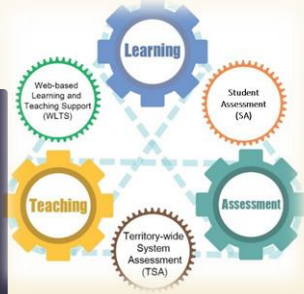 Learning
Web-based
Learning and
Teaching Support
(WLTS)
Student
Assessment
(SA)
Teaching
Assessment
Territory-wide
System
Assessment
(TSA)